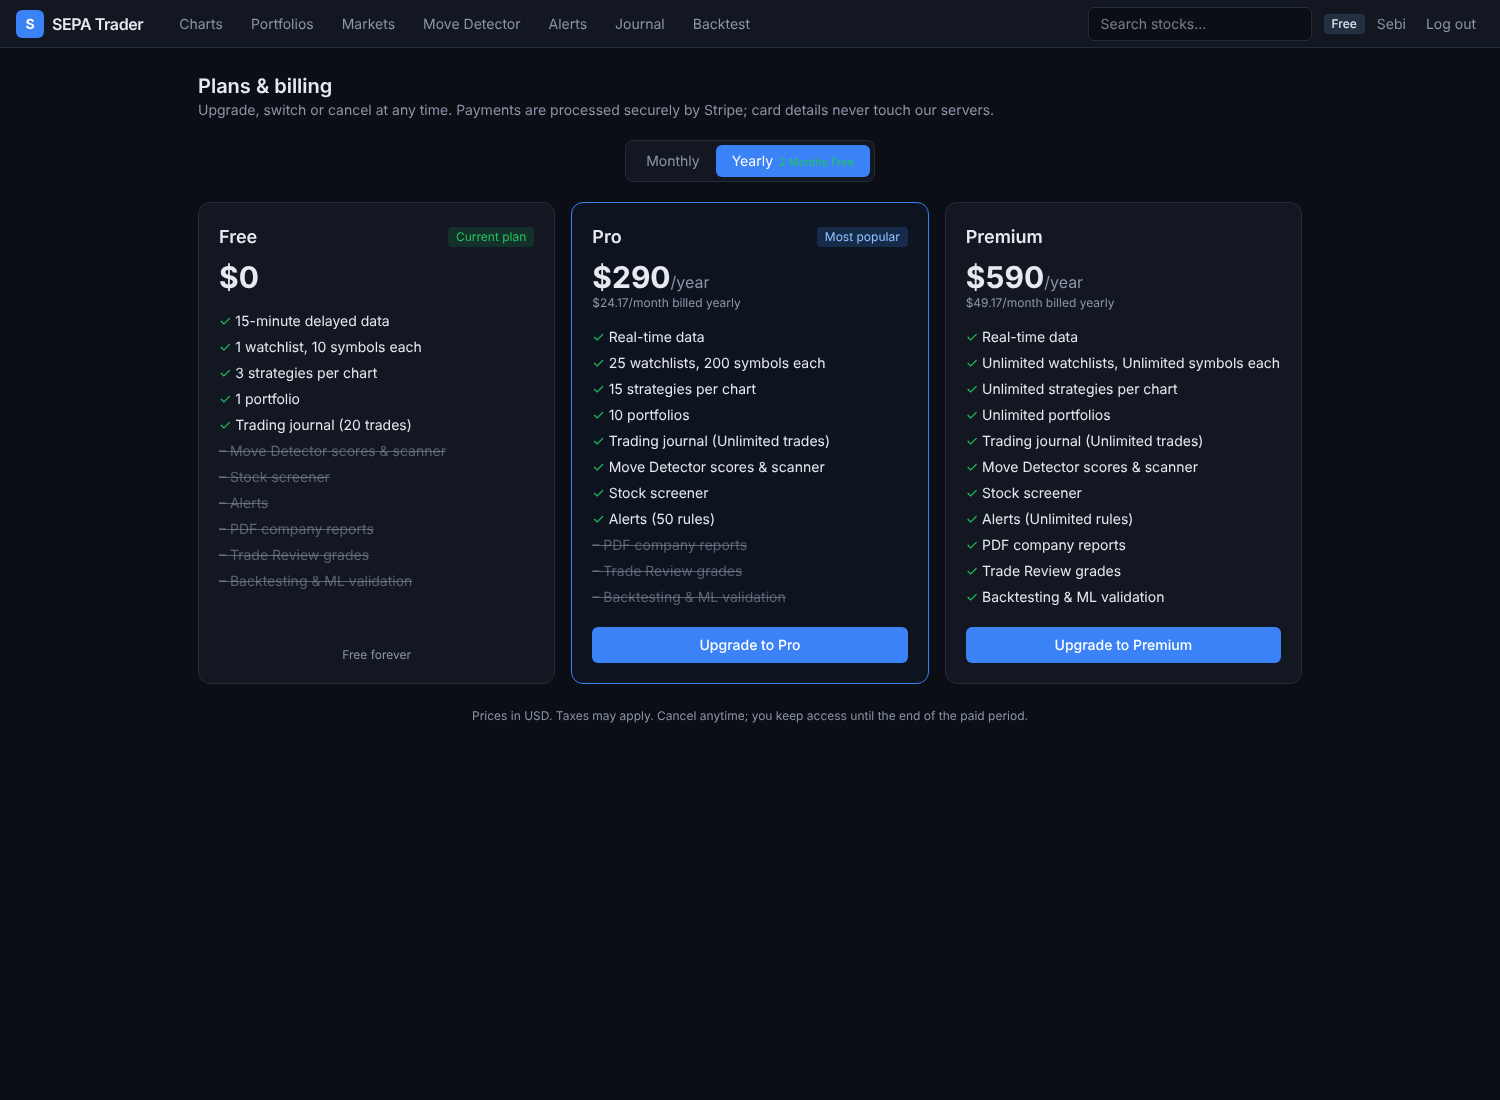 S SEPA Trader Charts Portfolios Markets Move Detector Alerts Journal Backtest Search stocks... Free Sebi Log out
Plans & billing
Upgrade, switch or cancel at any time. Payments are processed securely by Stripe; card details never touch our servers.
Monthly Yearly 2 Months Free
Free Current plan
$0
✓ 15-minute delayed data
✓ 1 watchlist, 10 symbols each
✓ 3 strategies per chart
✓ 1 portfolio
✓ Trading journal (20 trades)
– Move Detector scores & scanner
– Stock screener
– Alerts
– PDF company reports
– Trade Review grades
– Backtesting & ML validation
Free forever
Pro Most popular
$290/year
$24.17/month billed yearly
✓ Real-time data
✓ 25 watchlists, 200 symbols each
✓ 15 strategies per chart
✓ 10 portfolios
✓ Trading journal (Unlimited trades)
✓ Move Detector scores & scanner
✓ Stock screener
✓ Alerts (50 rules)
– PDF company reports
– Trade Review grades
– Backtesting & ML validation
Upgrade to Pro
Premium
$590/year
$49.17/month billed yearly
✓ Real-time data
✓ Unlimited watchlists, Unlimited symbols each
✓ Unlimited strategies per chart
✓ Unlimited portfolios
✓ Trading journal (Unlimited trades)
✓ Move Detector scores & scanner
✓ Stock screener
✓ Alerts (Unlimited rules)
✓ PDF company reports
✓ Trade Review grades
✓ Backtesting & ML validation
Upgrade to Premium
Prices in USD. Taxes may apply. Cancel anytime; you keep access until the end of the paid period.